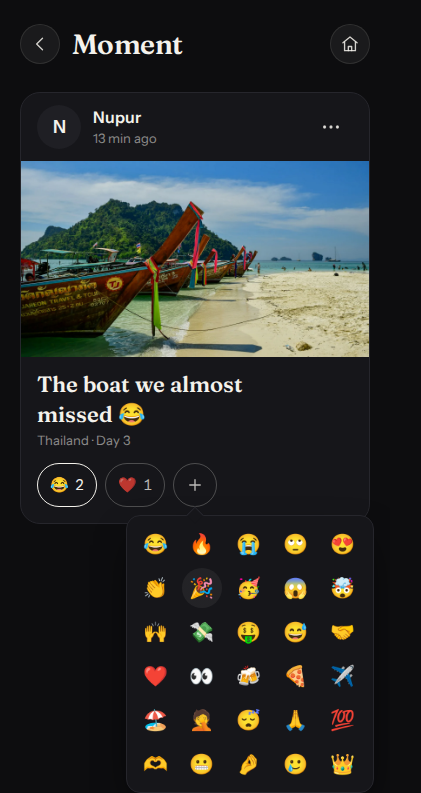 Moment
N
Nupur
13 min ago
The boat we almost
missed 😂
Thailand · Day 3
😂 2
❤️ 1
+